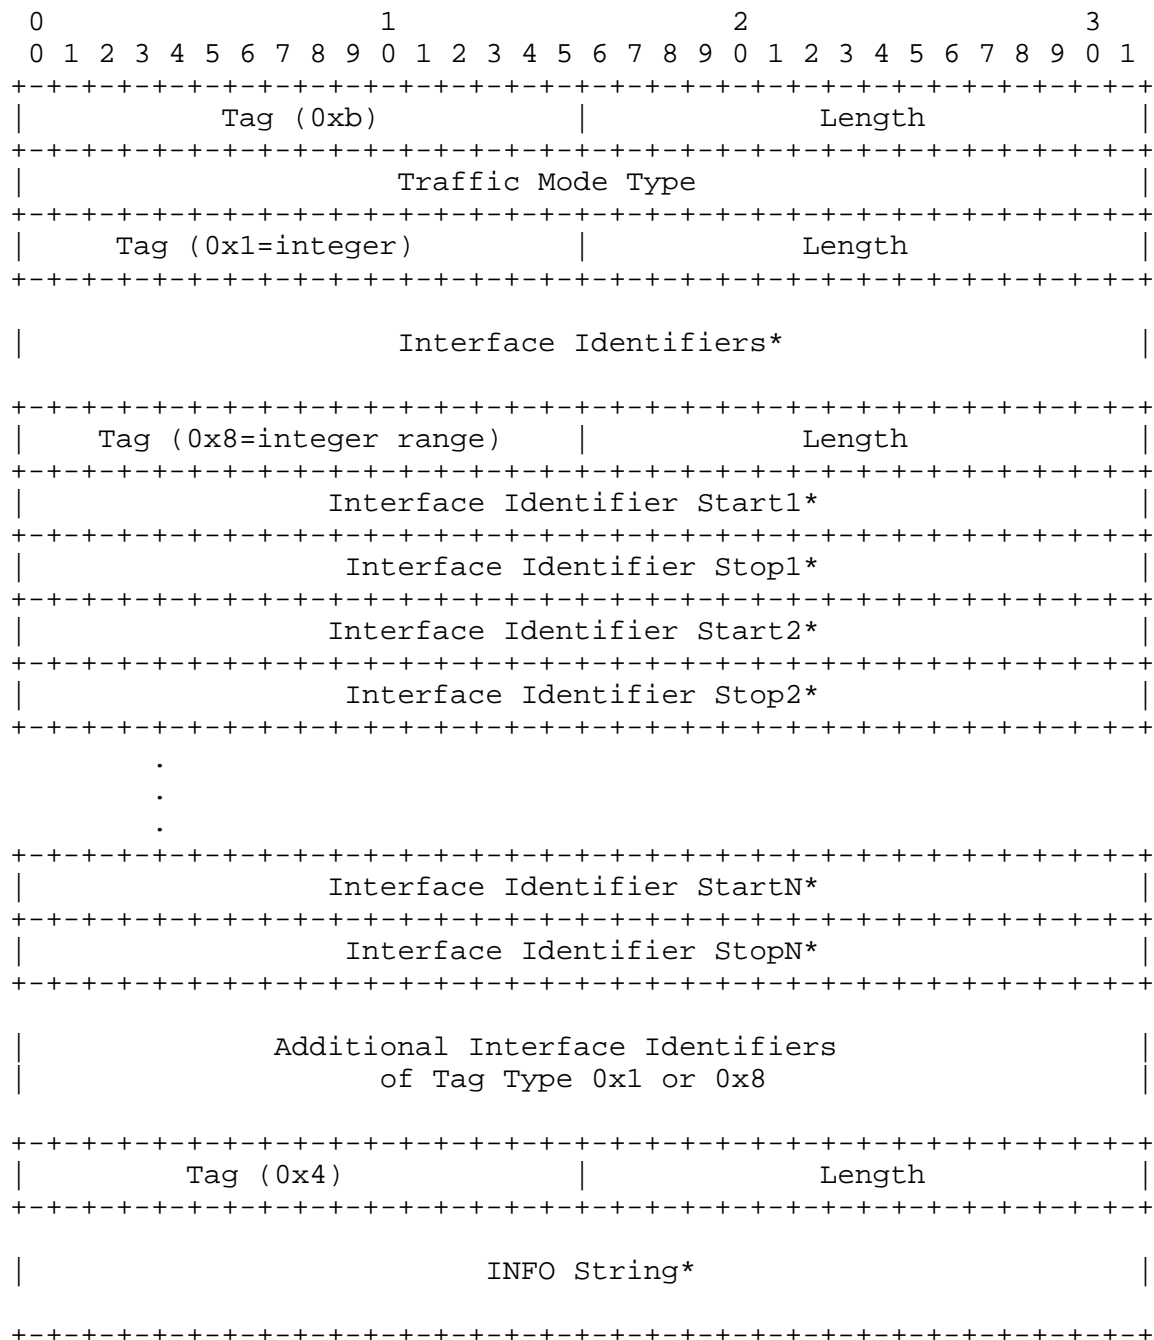 0                   1                   2                   3
 0 1 2 3 4 5 6 7 8 9 0 1 2 3 4 5 6 7 8 9 0 1 2 3 4 5 6 7 8 9 0 1
+-+-+-+-+-+-+-+-+-+-+-+-+-+-+-+-+-+-+-+-+-+-+-+-+-+-+-+-+-+-+-+-+
|           Tag (0xb)           |             Length            |
+-+-+-+-+-+-+-+-+-+-+-+-+-+-+-+-+-+-+-+-+-+-+-+-+-+-+-+-+-+-+-+-+
|                     Traffic Mode Type                         |
+-+-+-+-+-+-+-+-+-+-+-+-+-+-+-+-+-+-+-+-+-+-+-+-+-+-+-+-+-+-+-+-+
|     Tag (0x1=integer)         |            Length             |
+-+-+-+-+-+-+-+-+-+-+-+-+-+-+-+-+-+-+-+-+-+-+-+-+-+-+-+-+-+-+-+-+
|                     Interface Identifiers*                    |
+-+-+-+-+-+-+-+-+-+-+-+-+-+-+-+-+-+-+-+-+-+-+-+-+-+-+-+-+-+-+-+-+
|    Tag (0x8=integer range)    |            Length             |
+-+-+-+-+-+-+-+-+-+-+-+-+-+-+-+-+-+-+-+-+-+-+-+-+-+-+-+-+-+-+-+-+
|                 Interface Identifier Start1*                  |
+-+-+-+-+-+-+-+-+-+-+-+-+-+-+-+-+-+-+-+-+-+-+-+-+-+-+-+-+-+-+-+-+
|                  Interface Identifier Stop1*                  |
+-+-+-+-+-+-+-+-+-+-+-+-+-+-+-+-+-+-+-+-+-+-+-+-+-+-+-+-+-+-+-+-+
|                 Interface Identifier Start2*                  |
+-+-+-+-+-+-+-+-+-+-+-+-+-+-+-+-+-+-+-+-+-+-+-+-+-+-+-+-+-+-+-+-+
|                  Interface Identifier Stop2*                  |
+-+-+-+-+-+-+-+-+-+-+-+-+-+-+-+-+-+-+-+-+-+-+-+-+-+-+-+-+-+-+-+-+
        .
        .
        .
+-+-+-+-+-+-+-+-+-+-+-+-+-+-+-+-+-+-+-+-+-+-+-+-+-+-+-+-+-+-+-+-+
|                 Interface Identifier StartN*                  |
+-+-+-+-+-+-+-+-+-+-+-+-+-+-+-+-+-+-+-+-+-+-+-+-+-+-+-+-+-+-+-+-+
|                  Interface Identifier StopN*                  |
+-+-+-+-+-+-+-+-+-+-+-+-+-+-+-+-+-+-+-+-+-+-+-+-+-+-+-+-+-+-+-+-+
|              Additional Interface Identifiers                 |
|                    of Tag Type 0x1 or 0x8                     |
+-+-+-+-+-+-+-+-+-+-+-+-+-+-+-+-+-+-+-+-+-+-+-+-+-+-+-+-+-+-+-+-+
|         Tag (0x4)             |             Length            |
+-+-+-+-+-+-+-+-+-+-+-+-+-+-+-+-+-+-+-+-+-+-+-+-+-+-+-+-+-+-+-+-+
|                          INFO String*                         |
+-+-+-+-+-+-+-+-+-+-+-+-+-+-+-+-+-+-+-+-+-+-+-+-+-+-+-+-+-+-+-+-+